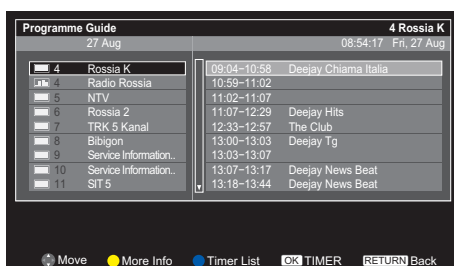 Programme Guide 4 Rossia K
27 Aug 08:54:17 Fri, 27 Aug
4 Rossia K 09:04-10:58 Deejay Chiama Italia
4 Radio Rossia 10:59-11:02
5 NTV 11:02-11:07
6 Rossia 2 11:07-12:29 Deejay Hits
7 TRK 5 Kanal 12:33-12:57 The Club
8 Bibigon 13:00-13:03 Deejay Tg
9 Service Information.. 13:03-13:07
10 Service Information.. 13:07-13:17 Deejay News Beat
11 SIT 5 13:18-13:44 Deejay News Beat
Move More Info Timer List OK TIMER RETURN Back